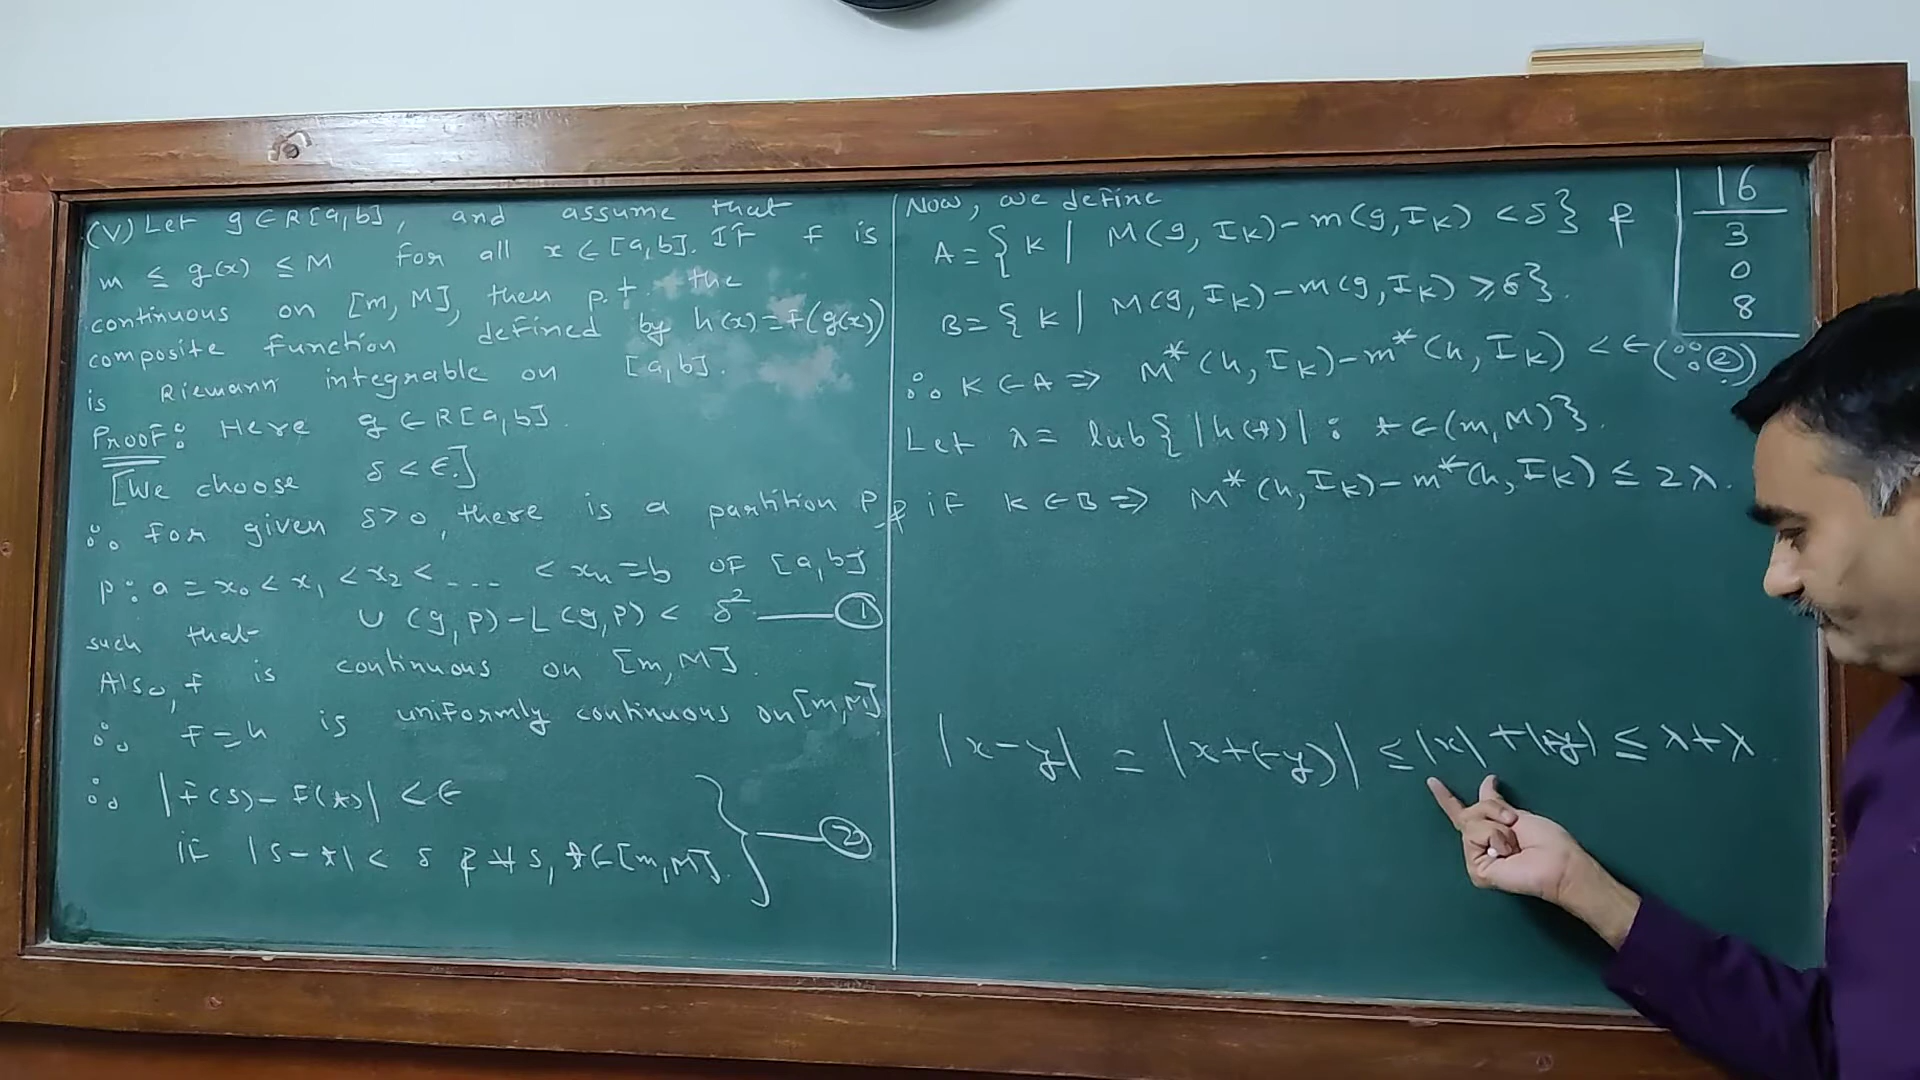 (V) Let g ∈ R[a,b], and assume that
m ≤ g(x) ≤ M for all x ∈ [a,b]. If f is
continuous on [m, M], then p.t. the
composite function defined by h(x) = f(g(x))
is Riemann integrable on [a,b].
Proof: Here g ∈ R[a,b].
[We choose δ < ε.]
∴ for given δ > 0, there is a partition P
p: a = x₀ < x₁ < x₂ < --- < xₙ = b of [a,b]
such that U(g,p) - L(g,p) < δ² — ①
Also, f is continuous on [m, M].
∴ f = h is uniformly continuous on [m,M]
∴ |f(s) - f(t)| < ε
if |s - t| < δ & ∀ s, t ∈ [m, M]. } — ②
Now, we define
A = { K | M(g, I_K) - m(g, I_K) < δ } &
B = { K | M(g, I_K) - m(g, I_K) ≥ δ }.
∴ K ∈ A ⇒ M*(h, I_K) - m*(h, I_K) < ε (∵ ②)
Let λ = lub{ |h(t)| : t ∈ (m, M) }.
& if K ∈ B ⇒ M*(h, I_K) - m*(h, I_K) ≤ 2λ.
|x - y| = |x + (-y)| ≤ |x| + |+y| ≤ λ + λ.
16
3
0
8